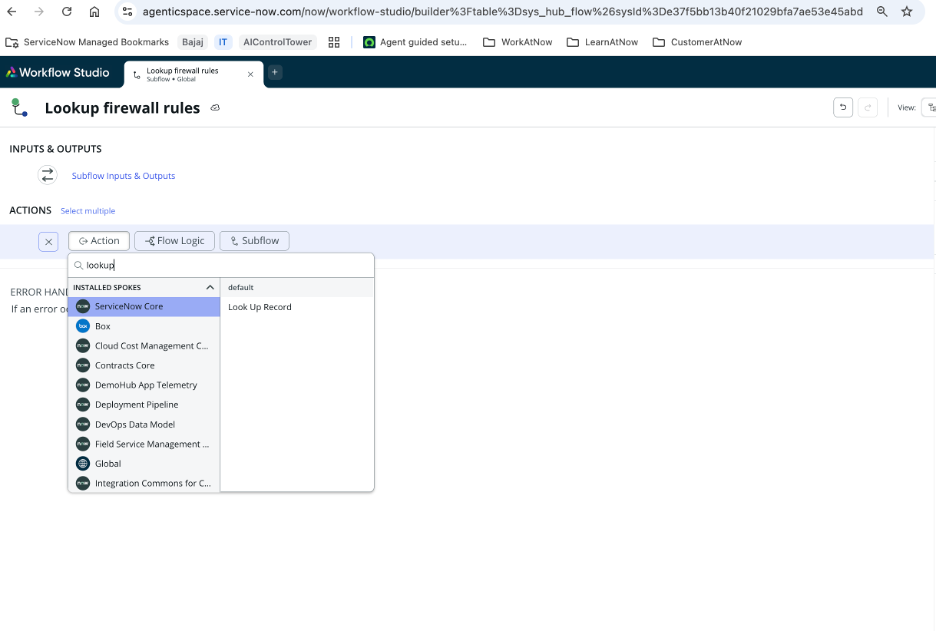 agenticspace.service-now.com/now/workflow-studio/builder%3Ftable%3Dsys_hub_flow%26sysId%3De37f5bb13b40f21029bfa7ae53e45abd
ServiceNow Managed Bookmarks Bajaj IT AIControlTower Agent guided setu... WorkAtNow LearnAtNow CustomerAtNow
Workflow Studio Lookup firewall rules
Subflow • Global
Lookup firewall rules
View:
INPUTS & OUTPUTS
Subflow Inputs & Outputs
ACTIONS Select multiple
Action Flow Logic Subflow
lookup
INSTALLED SPOKES default
ERROR HAN
ServiceNow Core Look Up Record
If an error o
box Box
Cloud Cost Management C...
Contracts Core
DemoHub App Telemetry
Deployment Pipeline
DevOps Data Model
Field Service Management ...
Global
Integration Commons for C...